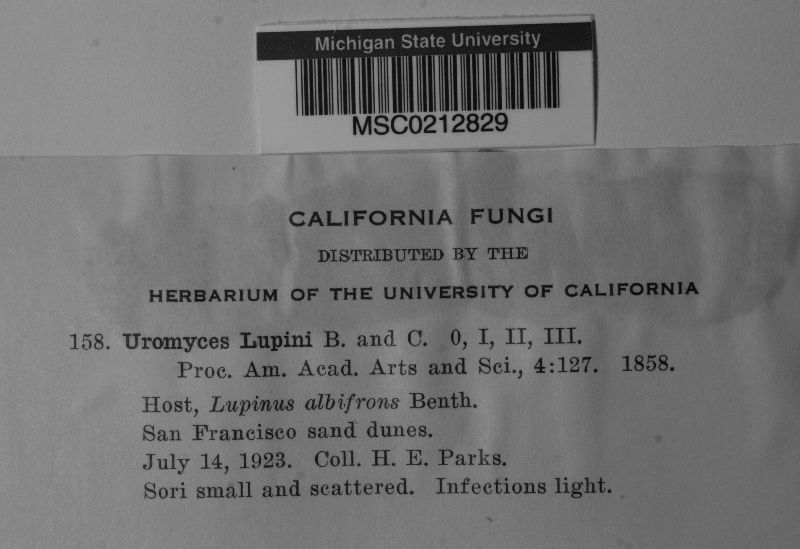 Michigan State University
MSC0212829
CALIFORNIA FUNGI
DISTRIBUTED BY THE
HERBARIUM OF THE UNIVERSITY OF CALIFORNIA
158. Uromyces Lupini B. and C. 0, I, II, III.
Proc. Am. Acad. Arts and Sci., 4:127. 1858.
Host, Lupinus albifrons Benth.
San Francisco sand dunes.
July 14, 1923. Coll. H. E. Parks.
Sori small and scattered. Infections light.